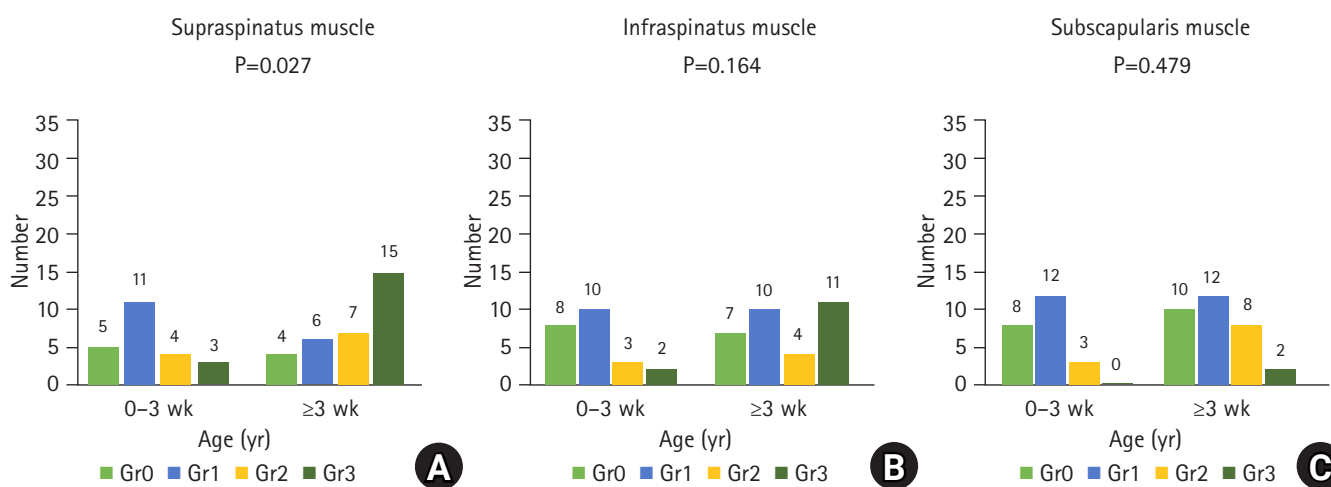 Supraspinatus muscle
P=0.027
Number
35
30
25
20
15
10
5
0
5
11
4
3
4
6
7
15
0–3 wk
≥3 wk
Age (yr)
Gr0 Gr1 Gr2 Gr3
A
Infraspinatus muscle
P=0.164
Number
35
30
25
20
15
10
5
0
8
10
3
2
7
10
4
11
0–3 wk
≥3 wk
Age (yr)
Gr0 Gr1 Gr2 Gr3
B
Subscapularis muscle
P=0.479
Number
35
30
25
20
15
10
5
0
8
12
3
0
10
12
8
2
0–3 wk
≥3 wk
Age (yr)
Gr0 Gr1 Gr2 Gr3
C